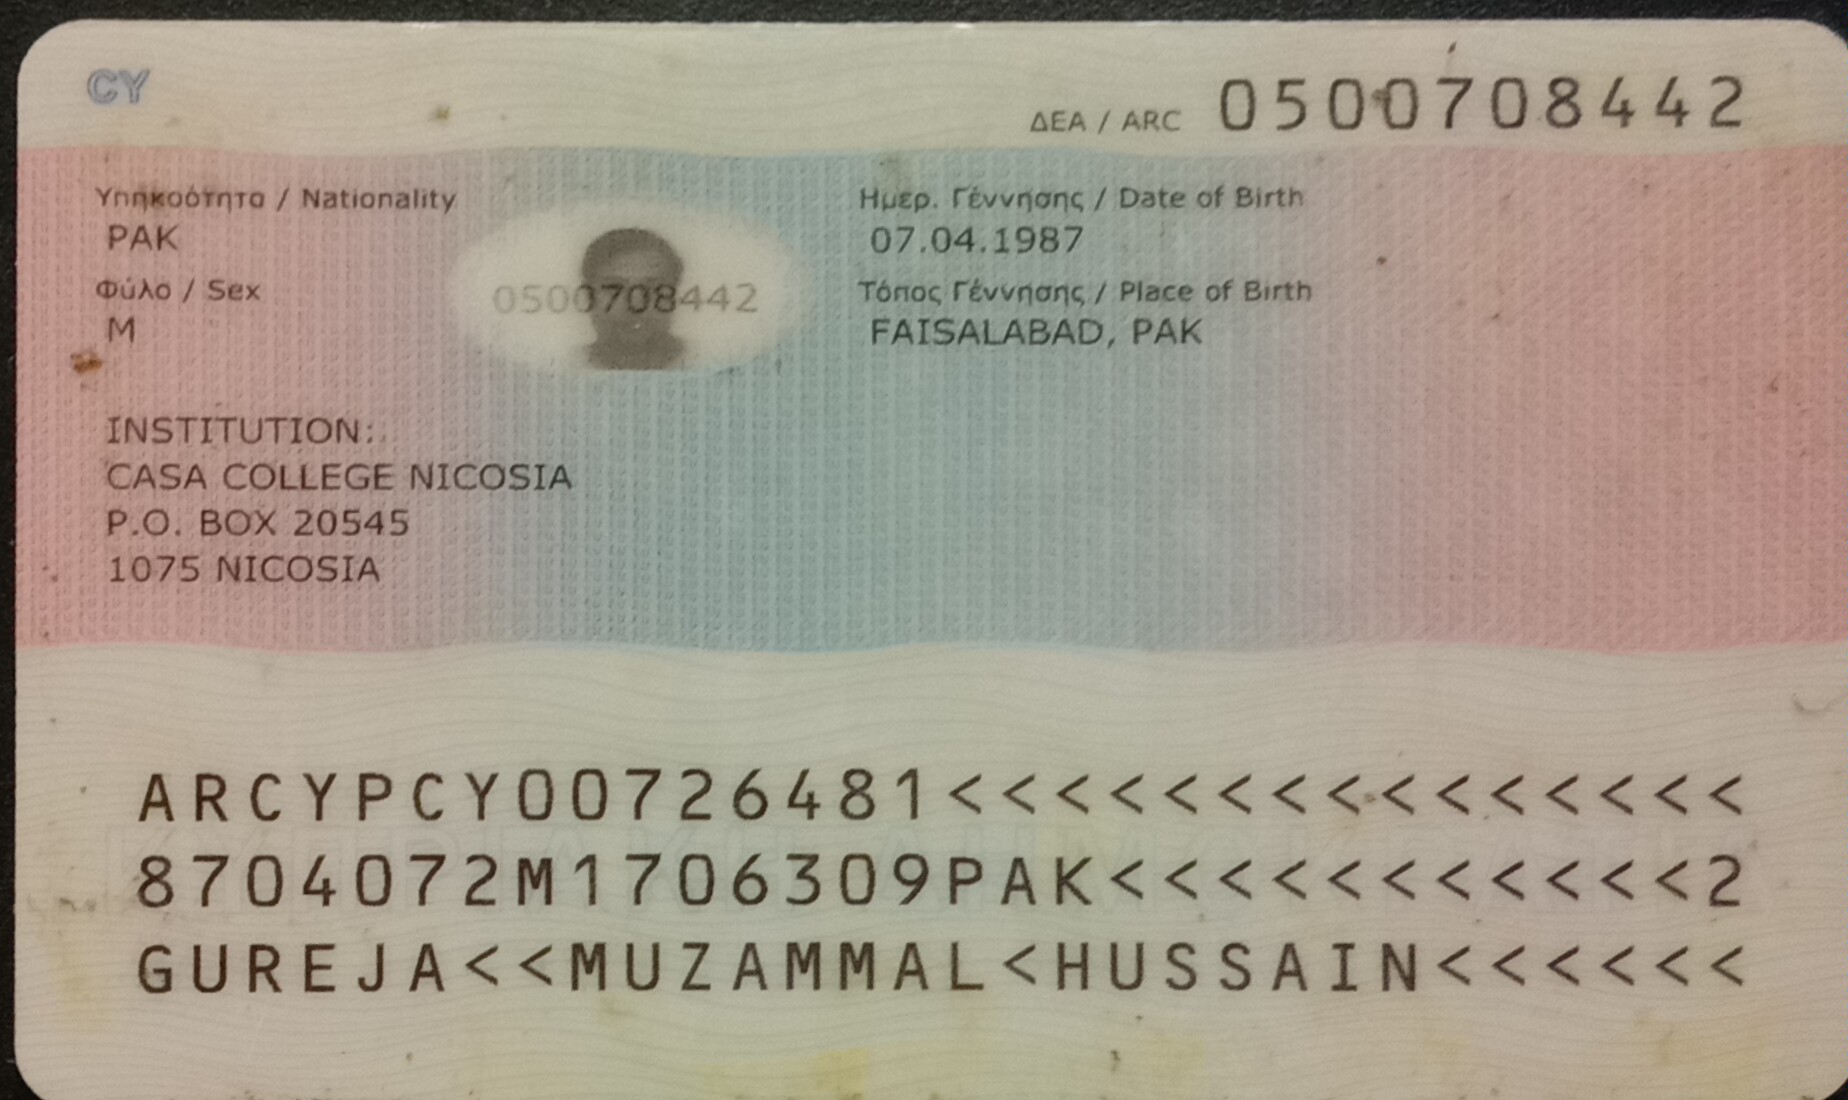 CY
ΔΕΑ / ARC 0500708442
Υπηκοότητα / Nationality
PAK
Ημερ. Γέννησης / Date of Birth
07.04.1987
Φύλο / Sex
M
0500708442
Τόπος Γέννησης / Place of Birth
FAISALABAD, PAK
INSTITUTION:
CASA COLLEGE NICOSIA
P.O. BOX 20545
1075 NICOSIA
ARCYPCY00726481<<<<<<<<<<<<<<<
8704072M1706309PAK<<<<<<<<<<<2
GUREJA<<MUZAMMAL<HUSSAIN<<<<<<